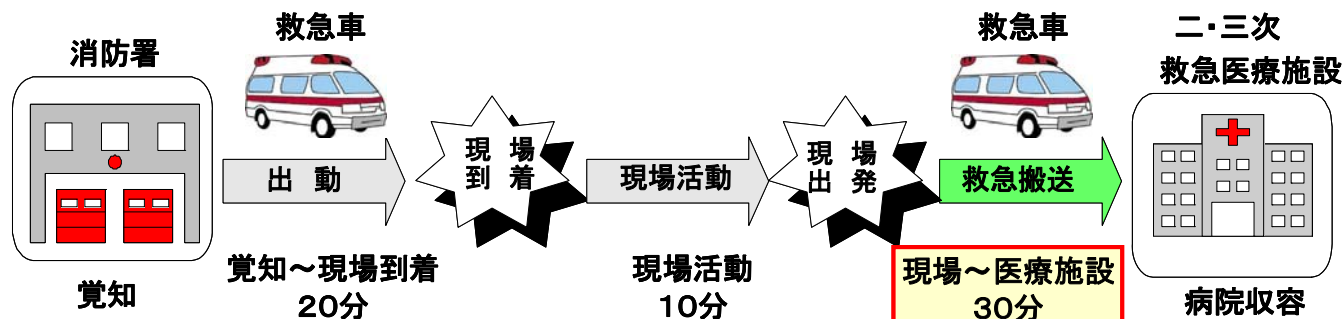 消防署
覚知
救急車
出 動
覚知～現場到着
20分
現 場
到 着
現場活動
現場活動
10分
現 場
出 発
救急車
救急搬送
現場～医療施設
30分
二・三次
救急医療施設
病院収容